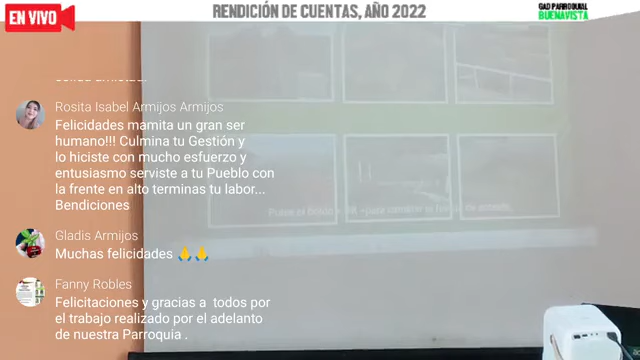 EN VIVO
RENDICIÓN DE CUENTAS, AÑO 2022
GAD PARROQUIAL
BUENAVISTA
Rosita Isabel Armijos Armijos
Felicidades mamita un gran ser
humano!!! Culmina tu Gestión y
lo hiciste con mucho esfuerzo y
entusiasmo serviste a tu Pueblo con
la frente en alto terminas tu labor...
Bendiciones
Gladis Armijos
Muchas felicidades 🙏🙏
Fanny Robles
Felicitaciones y gracias a todos por
el trabajo realizado por el adelanto
de nuestra Parroquia .